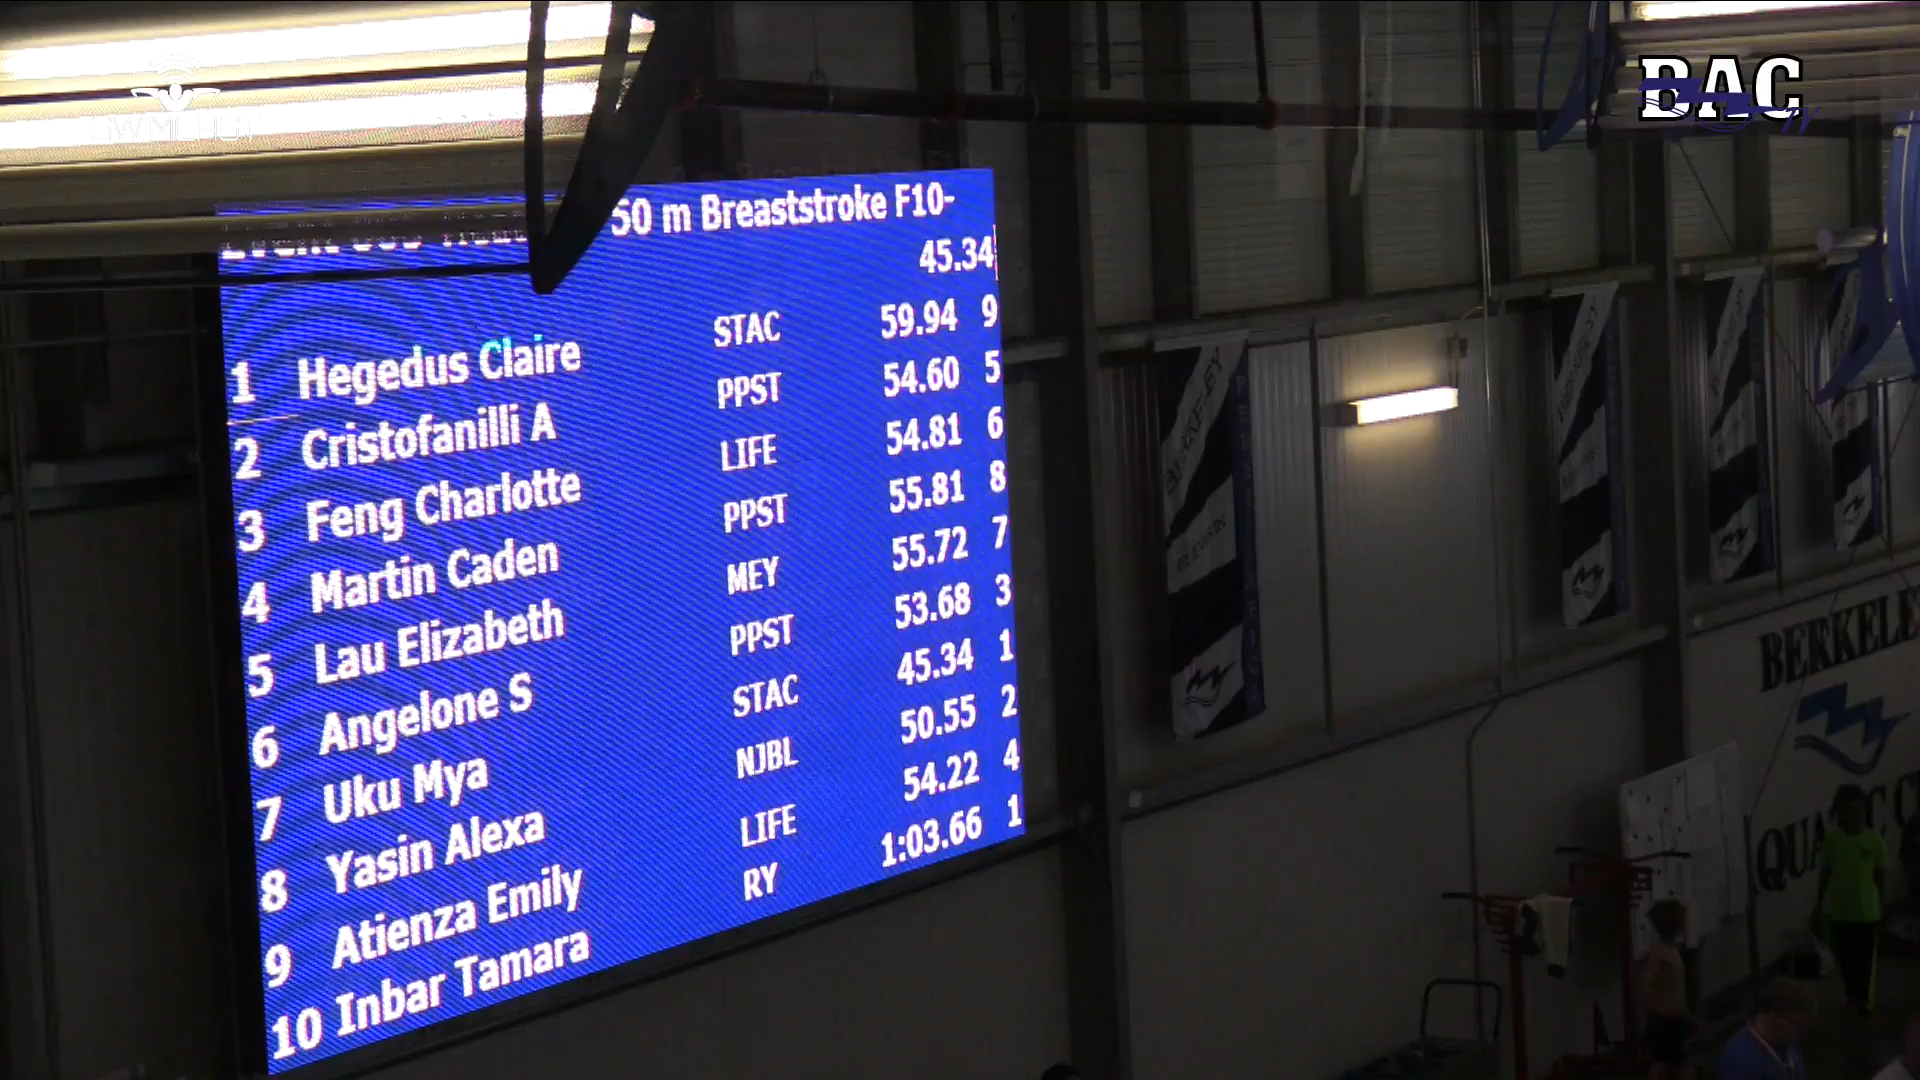 SWIMCHOT
BAC
50 m Breaststroke F10-
45.34
1 Hegedus Claire STAC 59.94 9
2 Cristofanilli A PPST 54.60 5
3 Feng Charlotte LIFE 54.81 6
4 Martin Caden PPST 55.81 8
5 Lau Elizabeth MEY 55.72 7
6 Angelone S PPST 53.68 3
7 Uku Mya STAC 45.34 1
8 Yasin Alexa NJBL 50.55 2
9 Atienza Emily LIFE 54.22 4
10 Inbar Tamara RY 1:03.66 1
BERKELEY
BERKELE
QUATIC C